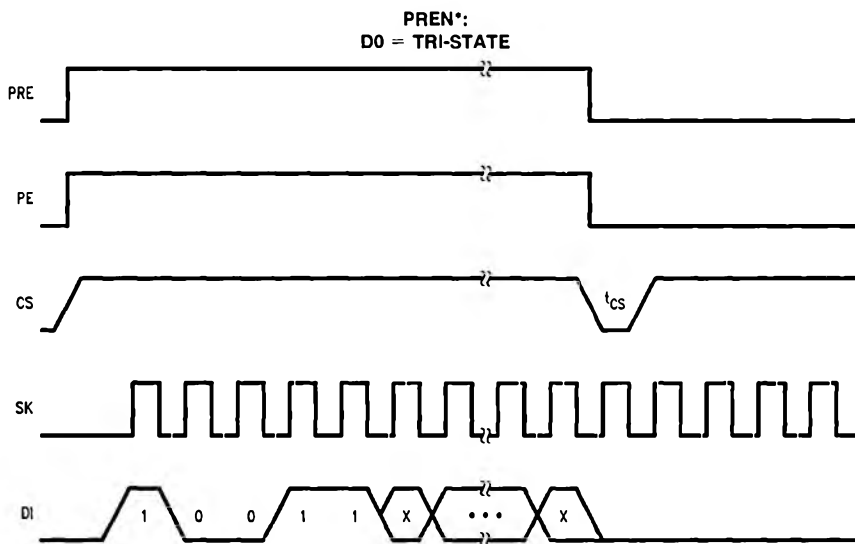 PREN*:
D0 = TRI-STATE
PRE
PE
CS
tCS
SK
DI
1 0 0 1 1 X • • • X